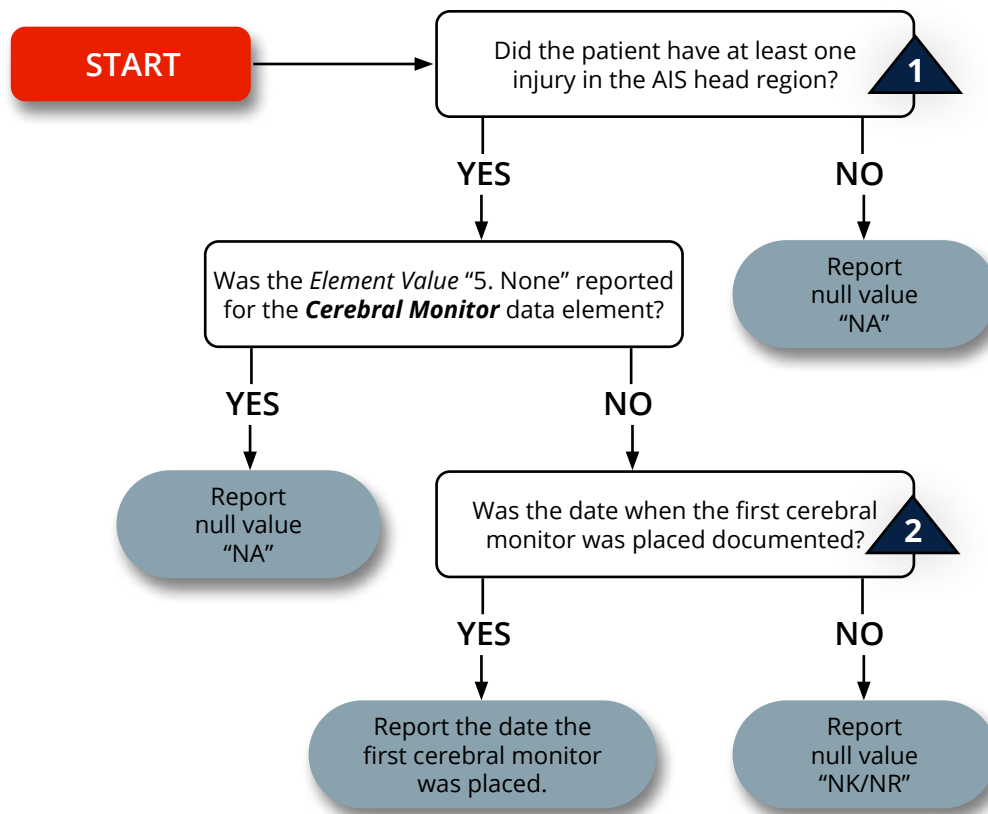 START
Did the patient have at least one
injury in the AIS head region?
1
YES
NO
Was the Element Value “5. None” reported
for the Cerebral Monitor data element?
Report
null value
“NA”
YES
NO
Report
null value
“NA”
Was the date when the first cerebral
monitor was placed documented?
2
YES
NO
Report the date the
first cerebral monitor
was placed.
Report
null value
“NK/NR”